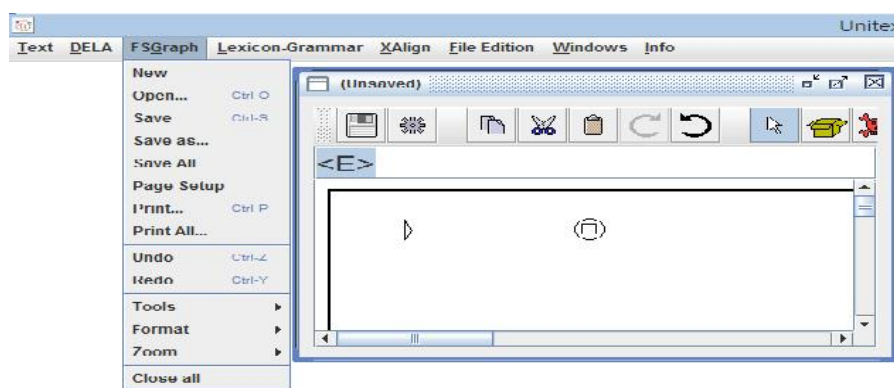 Unitex
Text DELA FSGraph Lexicon-Grammar XAlign File Edition Windows Info
New
Open... Ctrl-O
Save Ctrl-S
Save as...
Save All
Page Setup
Print... Ctrl-P
Print All...
Undo Ctrl-Z
Redo Ctrl-Y
Tools
Format
Zoom
Close all
(Unsaved)
<E>